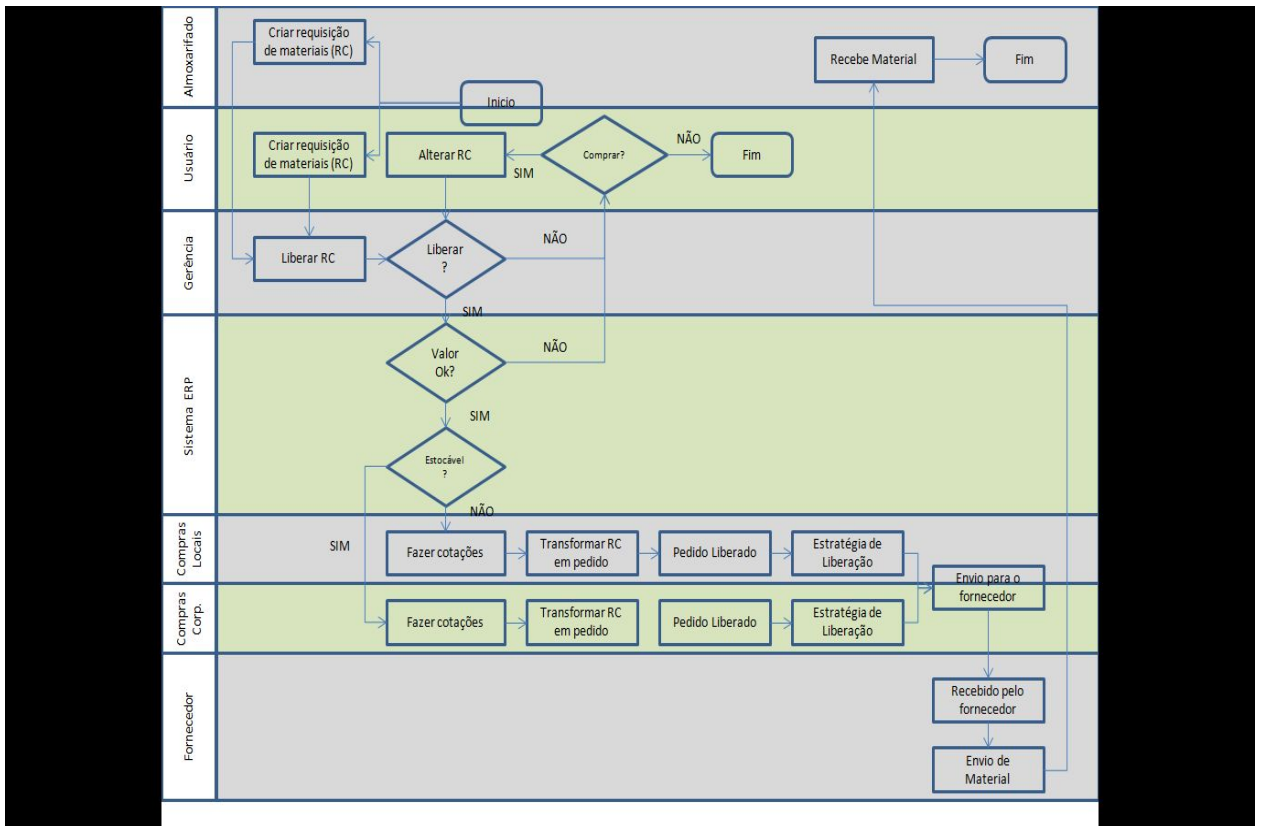 Almoxarifado
Criar requisição
de materiais (RC)
Recebe Material
Fim
Inicio
Usuário
Criar requisição
de materiais (RC)
Alterar RC
SIM
Comprar?
NÃO
Fim
Gerência
Liberar RC
Liberar
?
NÃO
SIM
Sistema ERP
Valor
Ok?
NÃO
SIM
Estocável
?
NÃO
SIM
Compras
Locais
Fazer cotações
Transformar RC
em pedido
Pedido Liberado
Estratégia de
Liberação
Envio para o
fornecedor
Compras
Corp.
Fazer cotações
Transformar RC
em pedido
Pedido Liberado
Estratégia de
Liberação
Fornecedor
Recebido pelo
fornecedor
Envio de
Material